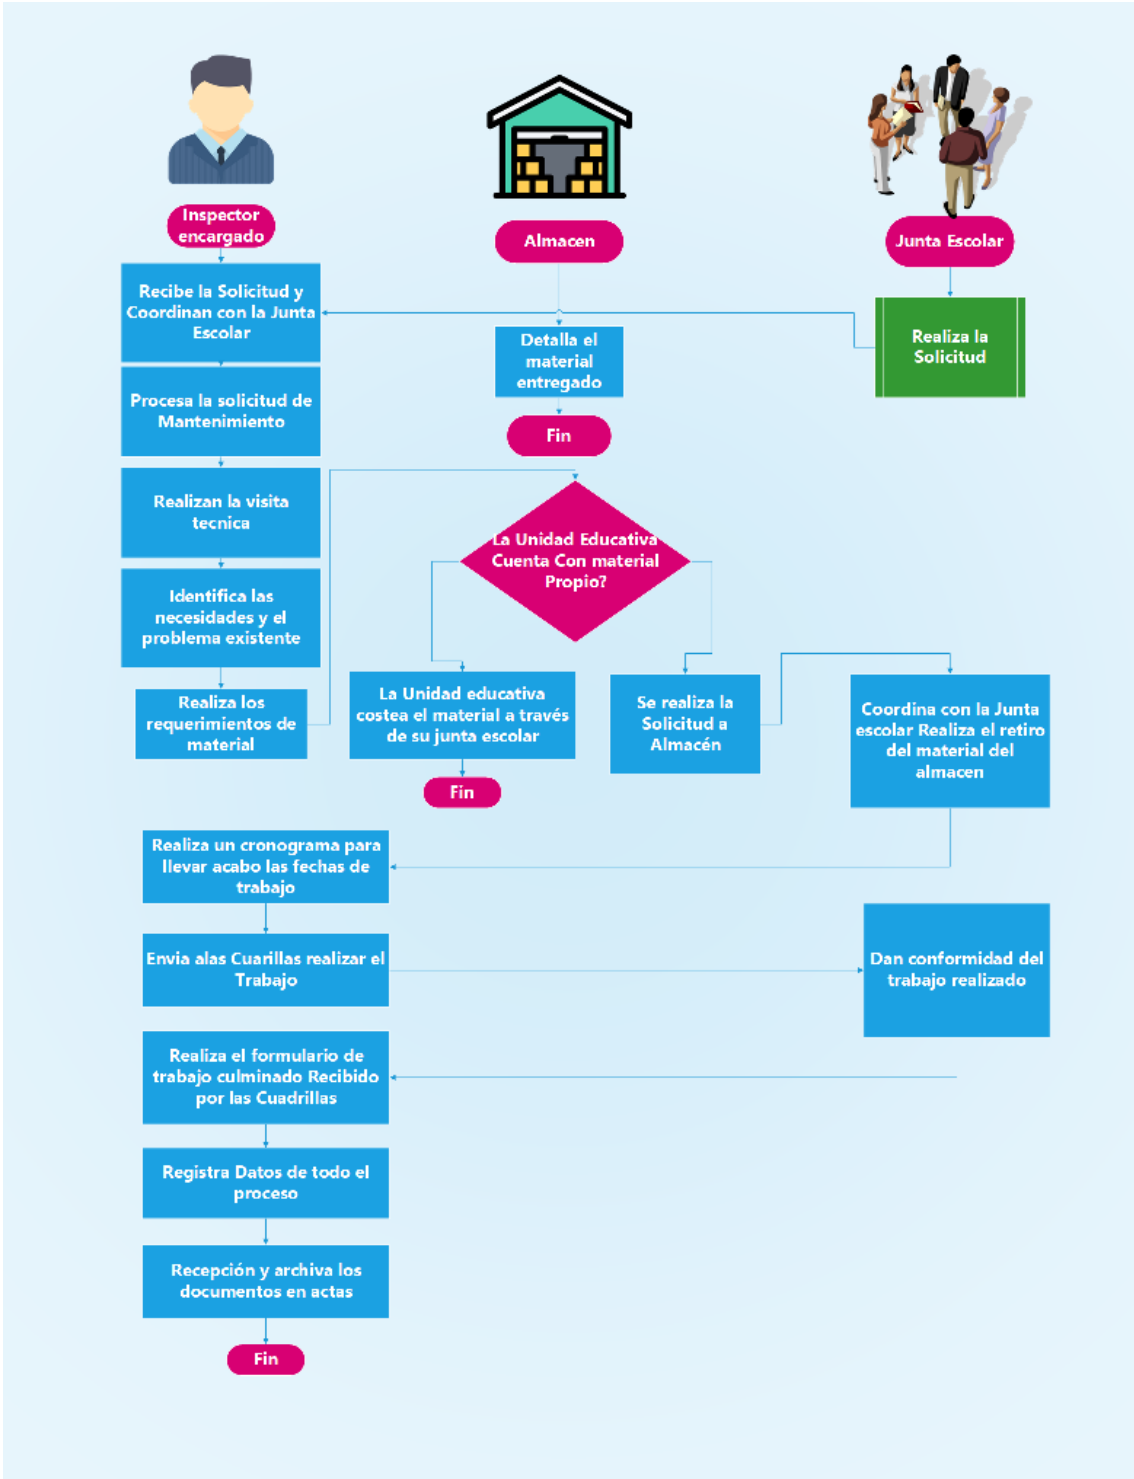 Inspector
encargado
Almacen
Junta Escolar
Recibe la Solicitud y
Coordinan con la Junta
Escolar
Realiza la
Solicitud
Detalla el
material
entregado
Procesa la solicitud de
Mantenimiento
Fin
Realizan la visita
tecnica
La Unidad Educativa
Cuenta Con material
Propio?
Identifica las
necesidades y el
problema existente
Realiza los
requerimientos de
material
La Unidad educativa
costea el material a través
de su junta escolar
Se realiza la
Solicitud a
Almacén
Coordina con la Junta
escolar Realiza el retiro
del material del
almacen
Fin
Realiza un cronograma para
llevar acabo las fechas de
trabajo
Envia alas Cuarillas realizar el
Trabajo
Dan conformidad del
trabajo realizado
Realiza el formulario de
trabajo culminado Recibido
por las Cuadrillas
Registra Datos de todo el
proceso
Recepción y archiva los
documentos en actas
Fin